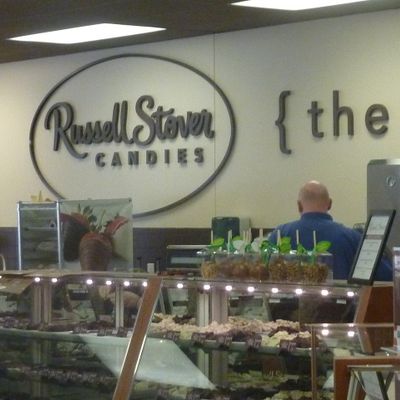 Russell Stover
CANDIES
{ the